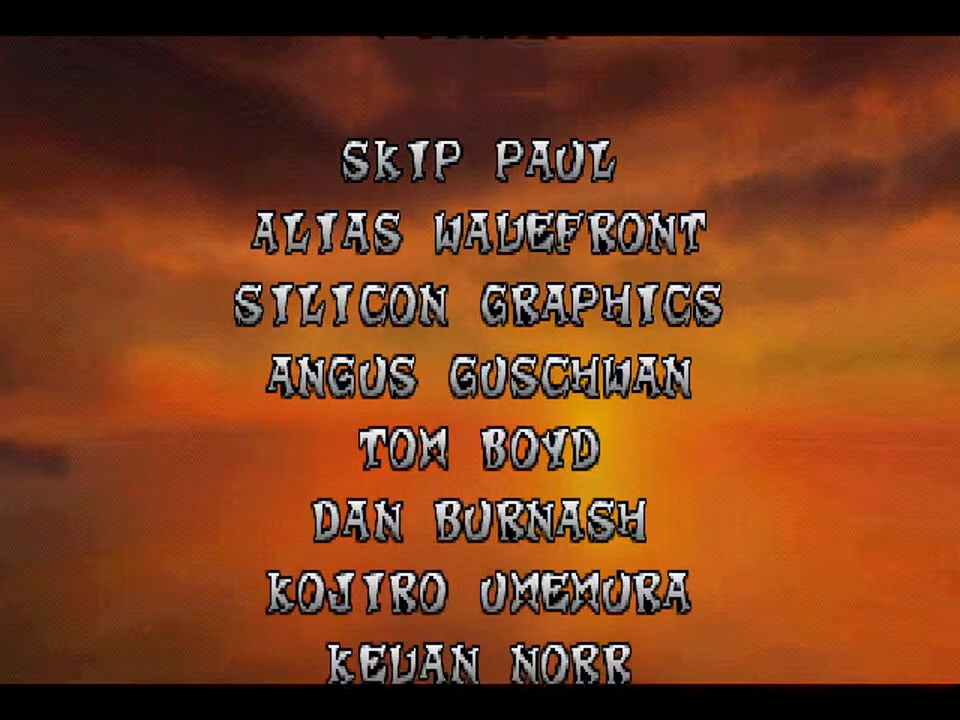 SKIP PAUL
ALIAS WAVEFRONT
SILICON GRAPHICS
ANGUS GUSCHWAN
TOM BOYD
DAN BURNASH
KOJIRO UMEMURA
KEVAN NORR